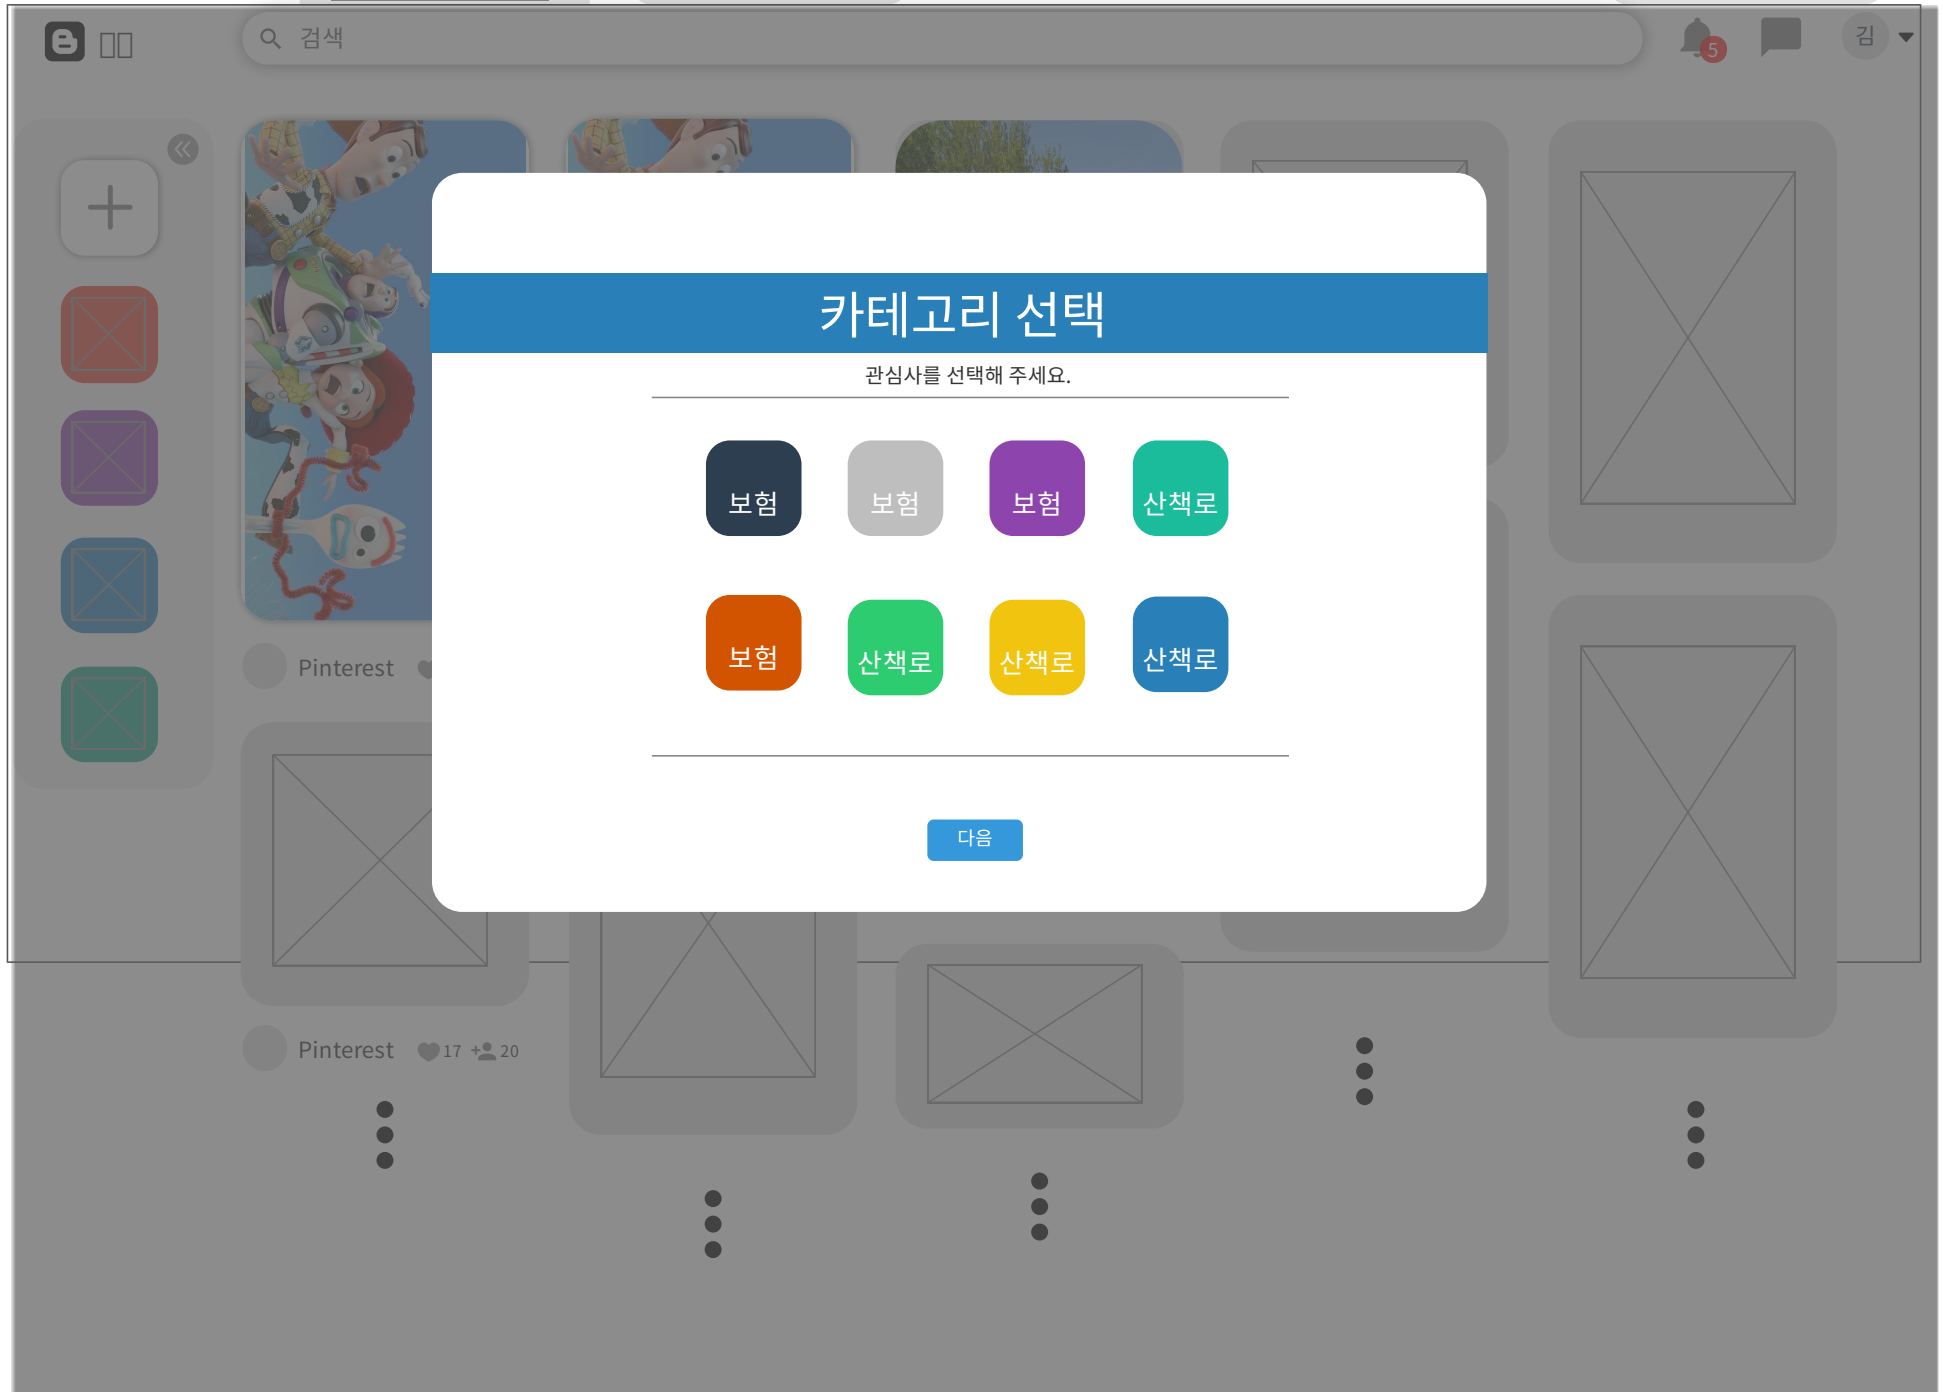 검색
5
김
카테고리 선택
관심사를 선택해 주세요.
보험 보험 보험 산책로
보험 산책로 산책로 산책로
다음
Pinterest
Pinterest 17 20